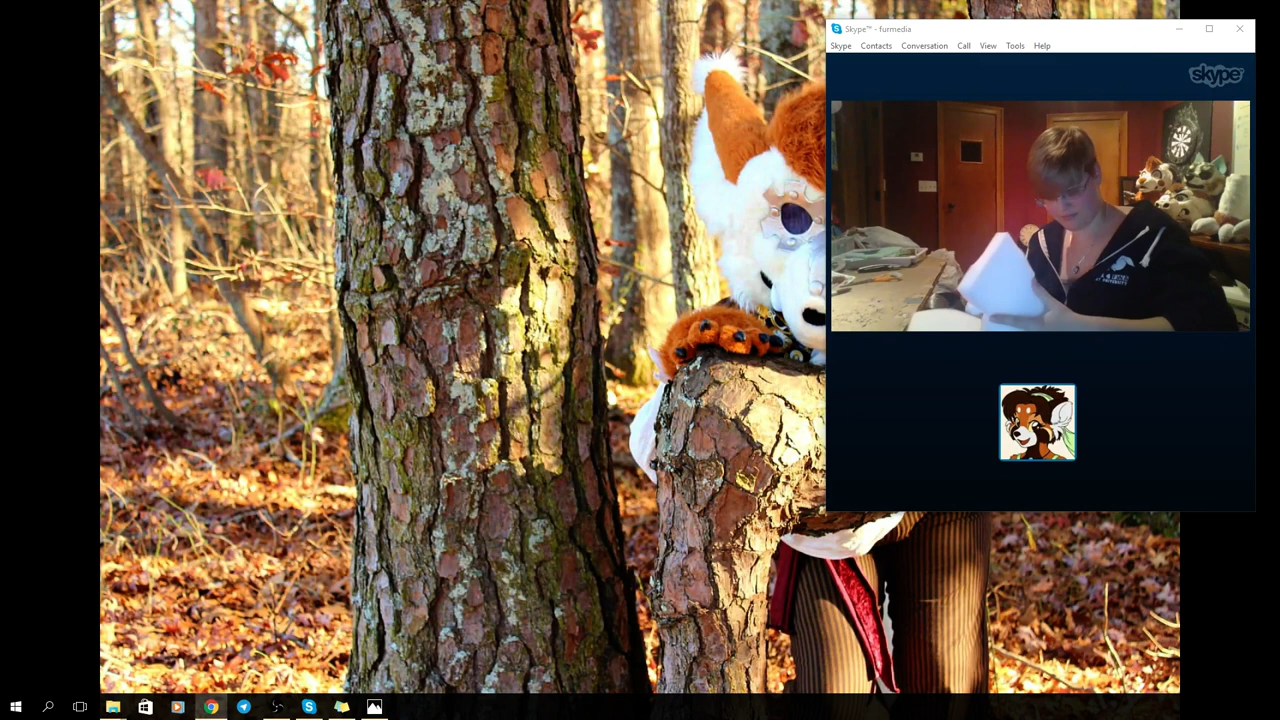 Skype™ - furmedia
Skype Contacts Conversation Call View Tools Help
skype